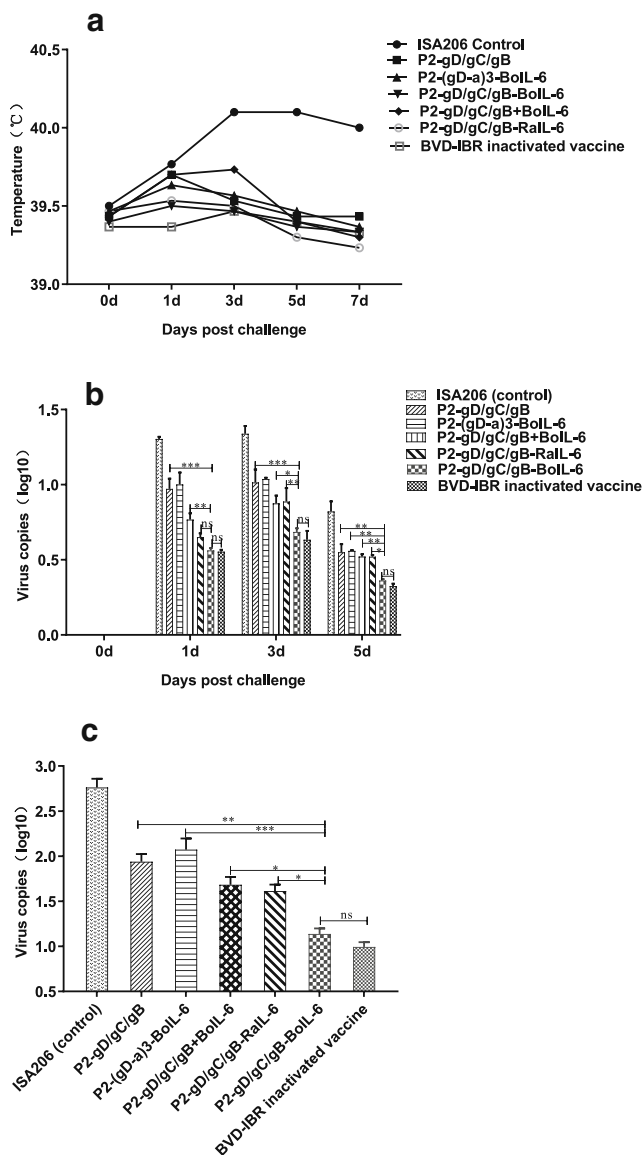 a
40.5
40.0
39.5
39.0
Temperature（℃）
0d 1d 3d 5d 7d
Days post challenge
ISA206 Control
P2-gD/gC/gB
P2-(gD-a)3-BoIL-6
P2-gD/gC/gB-BoIL-6
P2-gD/gC/gB+BoIL-6
P2-gD/gC/gB-RaIL-6
BVD-IBR inactivated vaccine
b
1.5
1.0
0.5
0.0
Virus copies（log10）
*** ** ns ns
*** * ** ns
** ** ** * ns
0d 1d 3d 5d
Days post challenge
ISA206 (control)
P2-gD/gC/gB
P2-(gD-a)3-BoIL-6
P2-gD/gC/gB+BoIL-6
P2-gD/gC/gB-RaIL-6
P2-gD/gC/gB-BoIL-6
BVD-IBR inactivated vaccine
c
3.0
2.5
2.0
1.5
1.0
0.5
Virus copies（log10）
**
***
*
*
ns
ISA206 (control)
P2-gD/gC/gB
P2-(gD-a)3-BoIL-6
P2-gD/gC/gB+BoIL-6
P2-gD/gC/gB-RaIL-6
P2-gD/gC/gB-BoIL-6
BVD-IBR inactivated vaccine